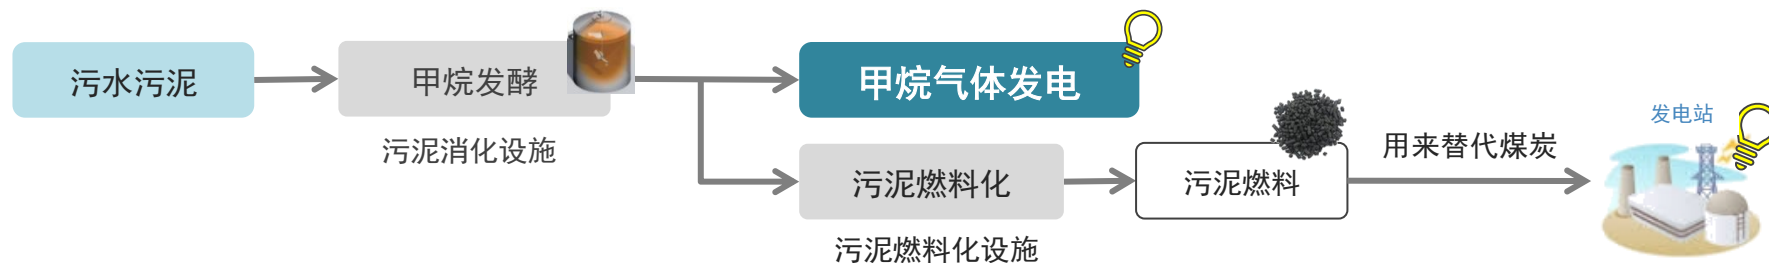 污水污泥
甲烷发酵
污泥消化设施
甲烷气体发电
污泥燃料化
污泥燃料化设施
污泥燃料
用来替代煤炭
发电站